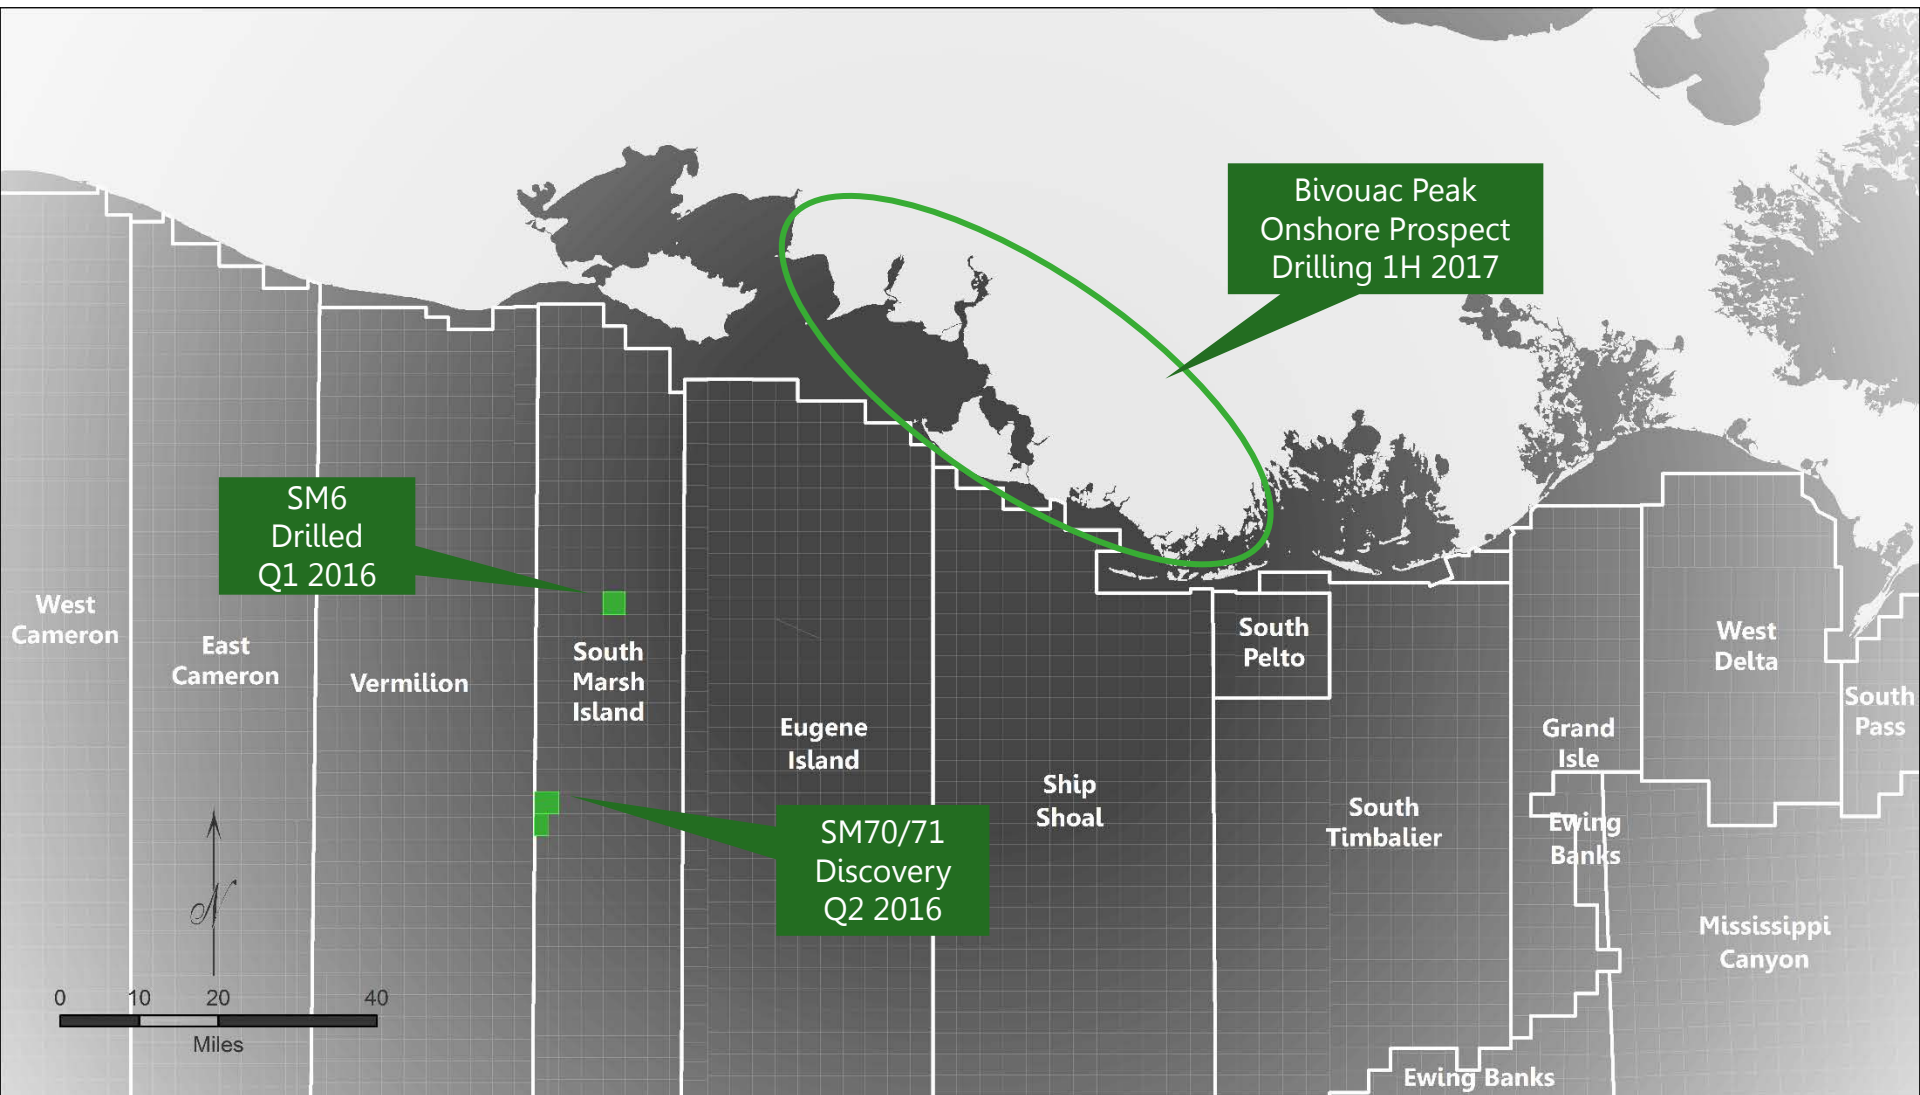 Bivouac Peak
Onshore Prospect
Drilling 1H 2017
SM6
Drilled
Q1 2016
West
Cameron
East
Cameron
Vermilion
South
Marsh
Island
Eugene
Island
Ship
Shoal
South
Pelto
South
Timbalier
Grand
Isle
West
Delta
South
Pass
Ewing
Banks
Mississippi
Canyon
SM70/71
Discovery
Q2 2016
N
0 10 20 40
Miles
Ewing Banks